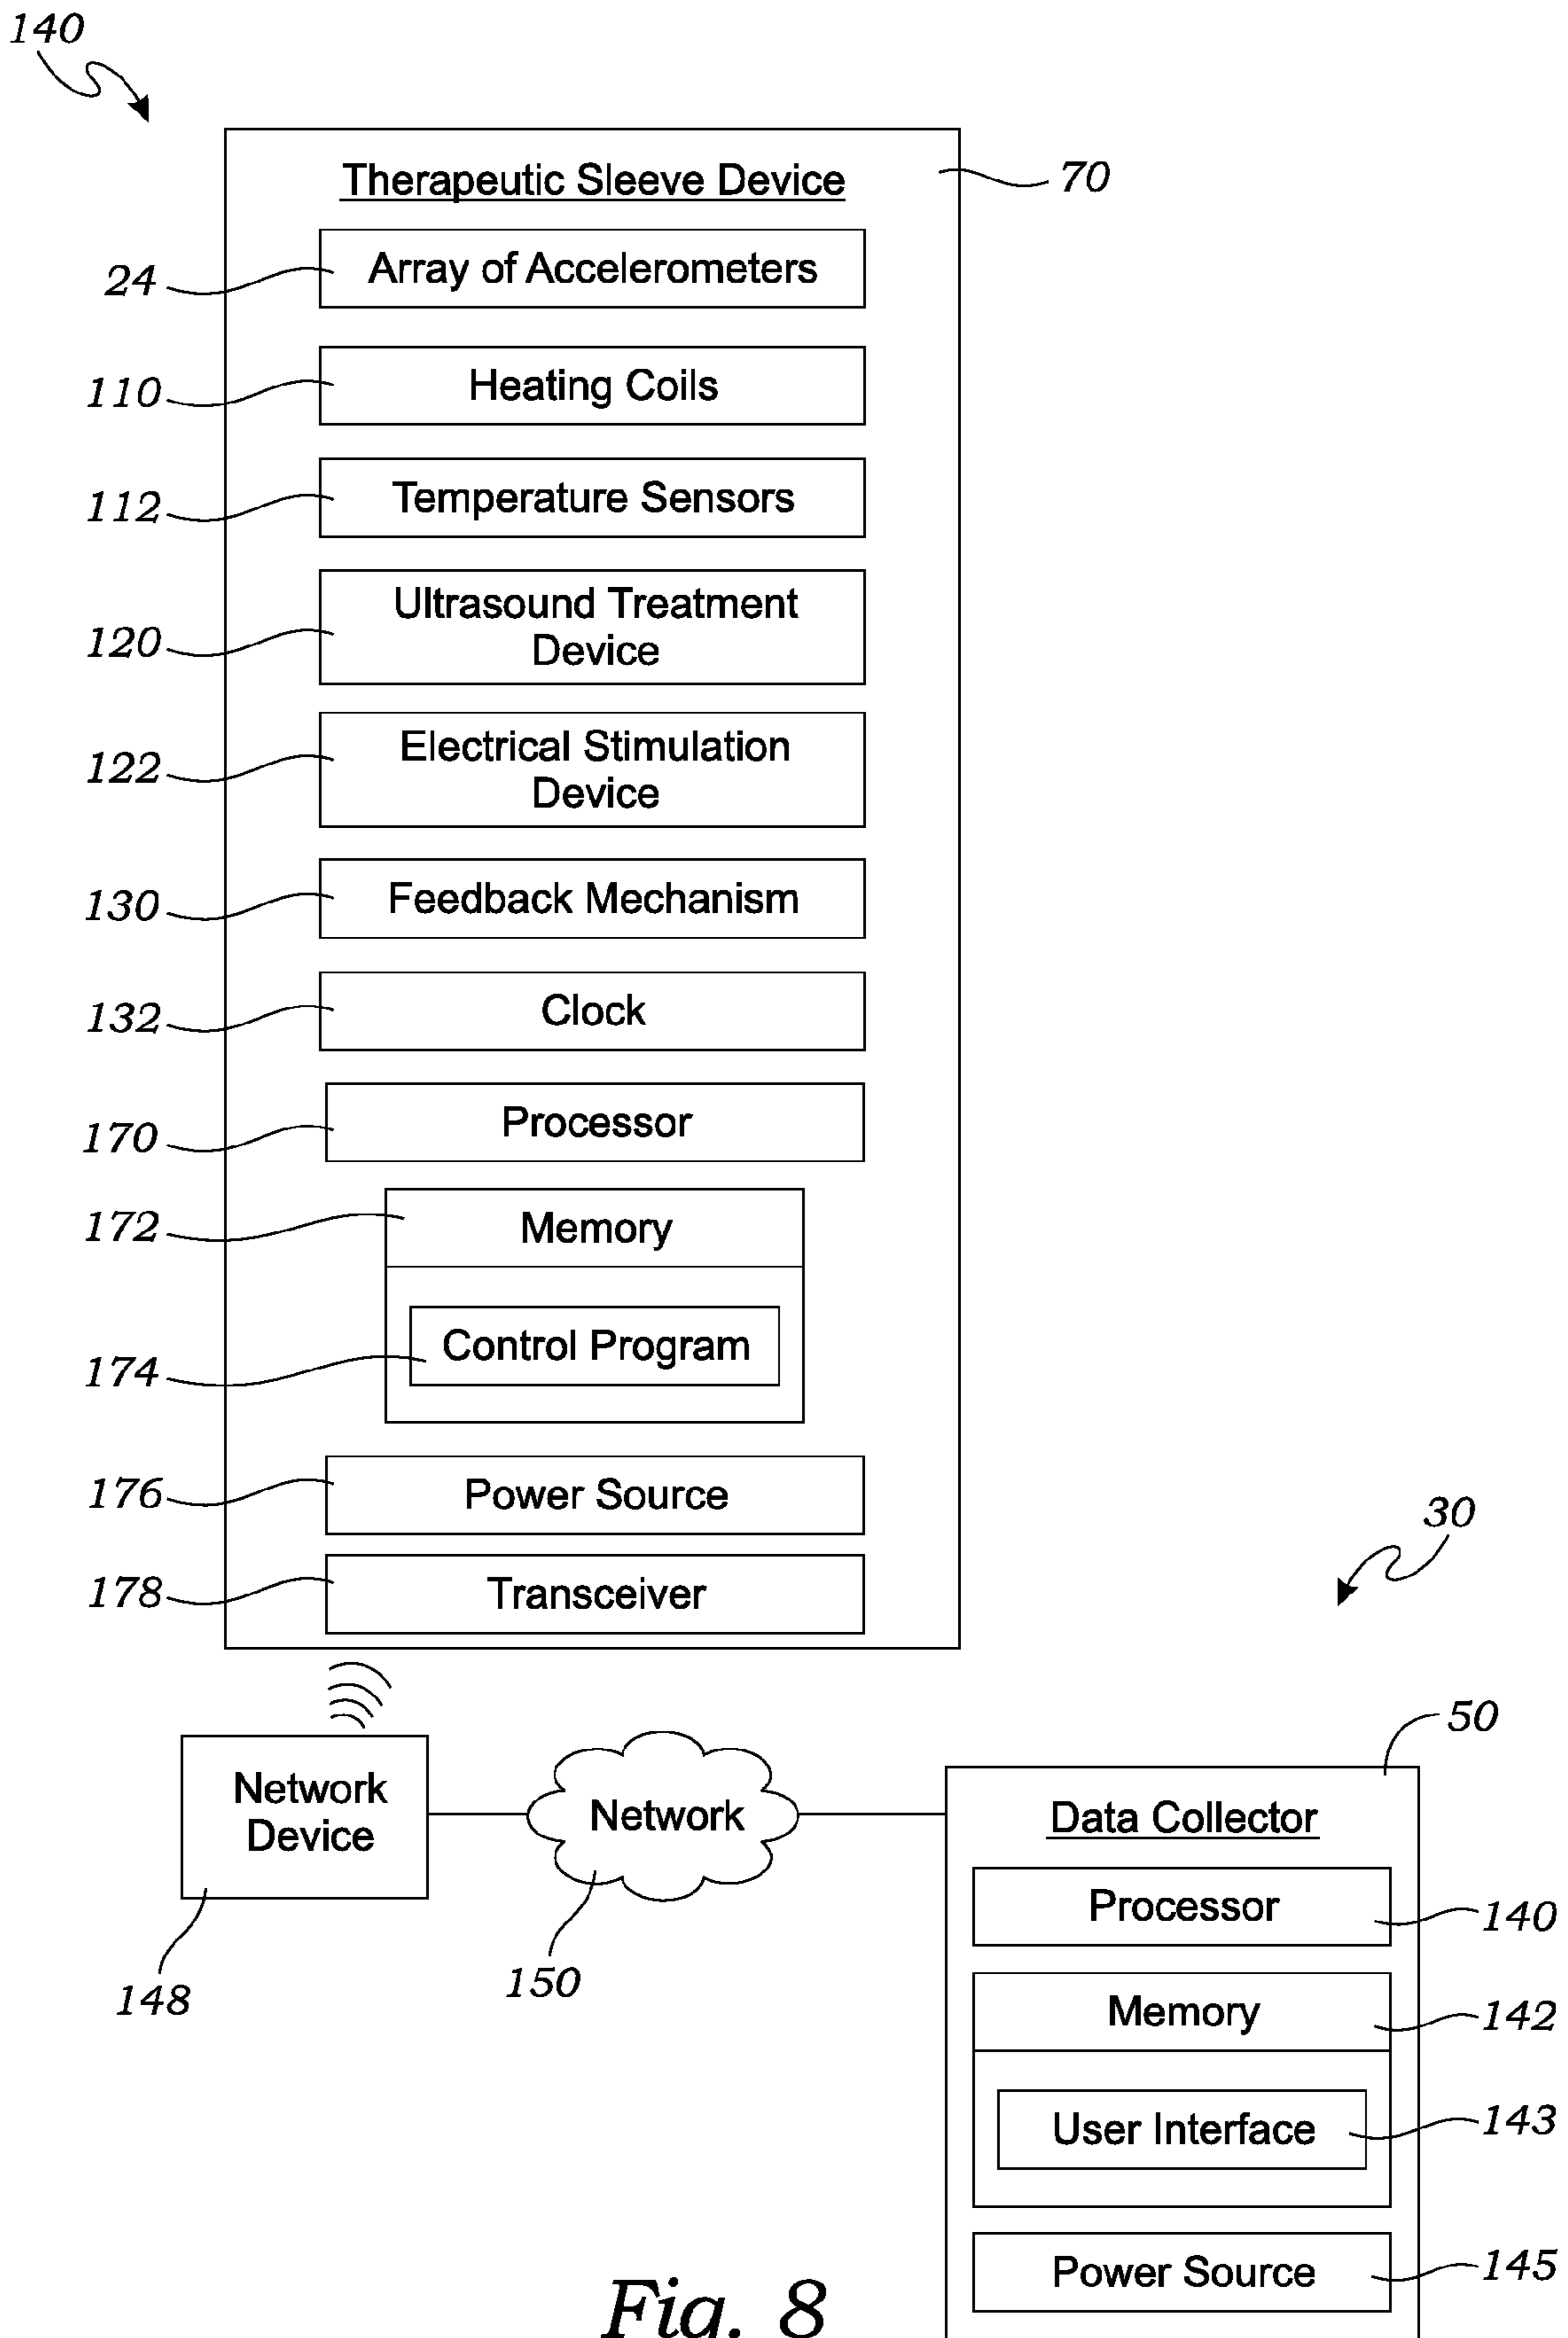 140
Therapeutic Sleeve Device
70
24
Array of Accelerometers
110
Heating Coils
112
Temperature Sensors
120
Ultrasound Treatment
Device
122
Electrical Stimulation
Device
130
Feedback Mechanism
132
Clock
170
Processor
172
Memory
174
Control Program
176
Power Source
178
Transceiver
30
50
Network
Device
Network
Data Collector
148
150
Processor
140
Memory
142
User Interface
143
Power Source
145
Fig. 8